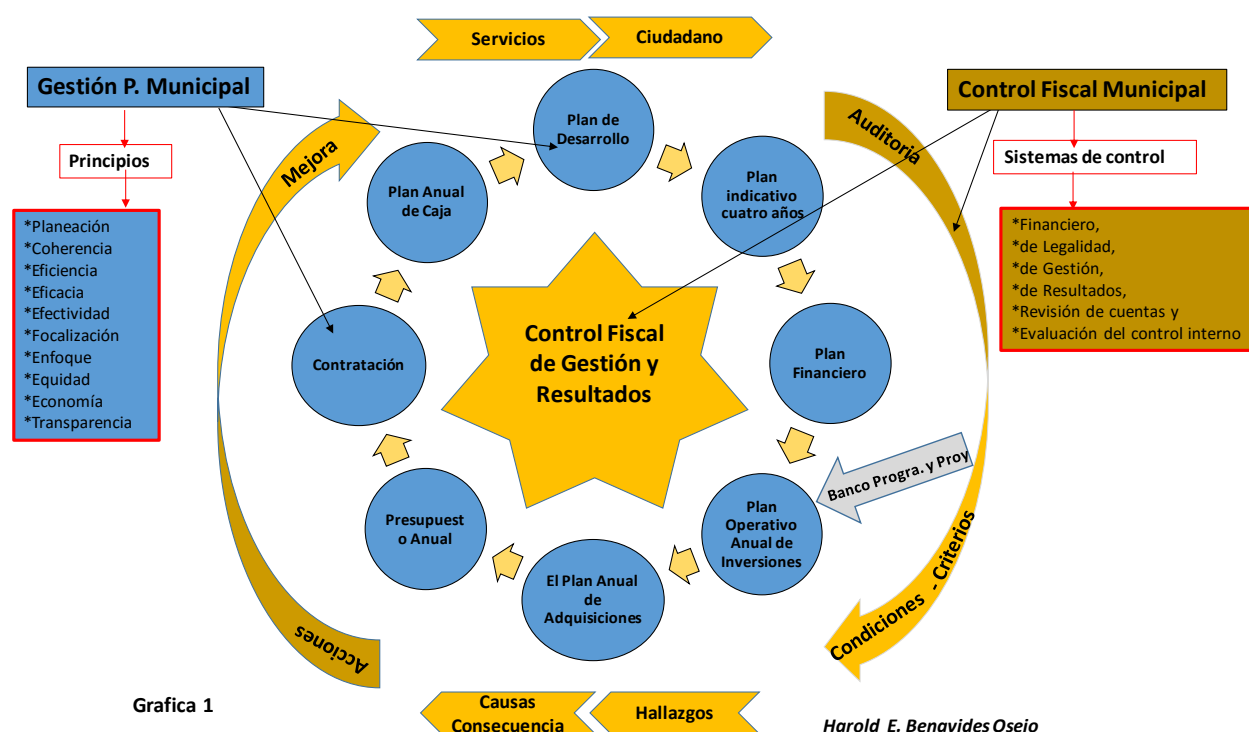 Servicios
Ciudadano
Gestión P. Municipal
Control Fiscal Municipal
Principios
Sistemas de control
*Planeación
*Coherencia
*Eficiencia
*Eficacia
*Efectividad
*Focalización
*Enfoque
*Equidad
*Economía
*Transparencia
*Financiero,
*de Legalidad,
*de Gestión,
*de Resultados,
*Revisión de cuentas y
*Evaluación del control interno
Mejora
Auditoria
Plan de
Desarrollo
Plan
indicativo
cuatro años
Plan
Financiero
Banco Progra. y Proy
Plan
Operativo
Anual de
Inversiones
El Plan Anual
de
Adquisiciones
Presupuest
o Anual
Contratación
Plan Anual
de Caja
Control Fiscal
de Gestión y
Resultados
Condiciones - Criterios
Acciones
Causas
Consecuencia
Hallazgos
Grafica 1
Harold E. Benavides Osejo